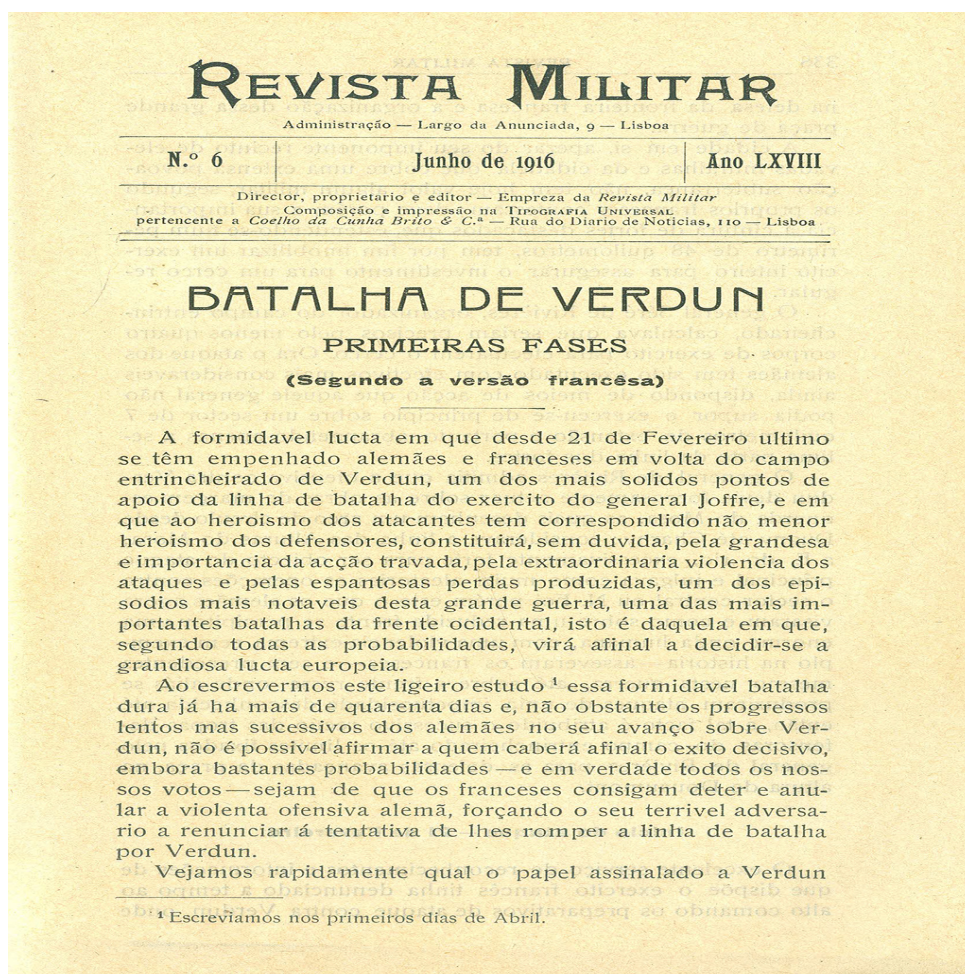 REVISTA MILITAR
Administração — Largo da Anunciada, 9 — Lisboa
N.º 6 Junho de 1916 Ano LXVIII
Director, proprietario e editor — Empreza da Revista Militar
Composição e impressão na TIPOGRAFIA UNIVERSAL
pertencente a Coelho da Cunha Brito & C.ª — Rua do Diario de Noticias, 110 — Lisboa
BATALHA DE VERDUN
PRIMEIRAS FASES
(Segundo a versão francêsa)
A formidavel lucta em que desde 21 de Fevereiro ultimo
se têm empenhado alemães e franceses em volta do campo
entrincheirado de Verdun, um dos mais solidos pontos de
apoio da linha de batalha do exercito do general Joffre, e em
que ao heroismo dos atacantes tem correspondido não menor
heroismo dos defensores, constituirá, sem duvida, pela grandesa
e importancia da acção travada, pela extraordinaria violencia dos
ataques e pelas espantosas perdas produzidas, um dos epi-
sodios mais notaveis desta grande guerra, uma das mais im-
portantes batalhas da frente ocidental, isto é daquela em que,
segundo todas as probabilidades, virá afinal a decidir-se a
grandiosa lucta europeia.
Ao escrevermos este ligeiro estudo ¹ essa formidavel batalha
dura já ha mais de quarenta dias e, não obstante os progressos
lentos mas sucessivos dos alemães no seu avanço sobre Ver-
dun, não é possivel afirmar a quem caberá afinal o exito decisivo,
embora bastantes probabilidades — e em verdade todos os nos-
sos votos — sejam de que os franceses consigam deter e anu-
lar a violenta ofensiva alemã, forçando o seu terrivel adversa-
rio a renunciar á tentativa de lhes romper a linha de batalha
por Verdun.
Vejamos rapidamente qual o papel assinalado a Verdun
¹ Escreviamos nos primeiros dias de Abril.